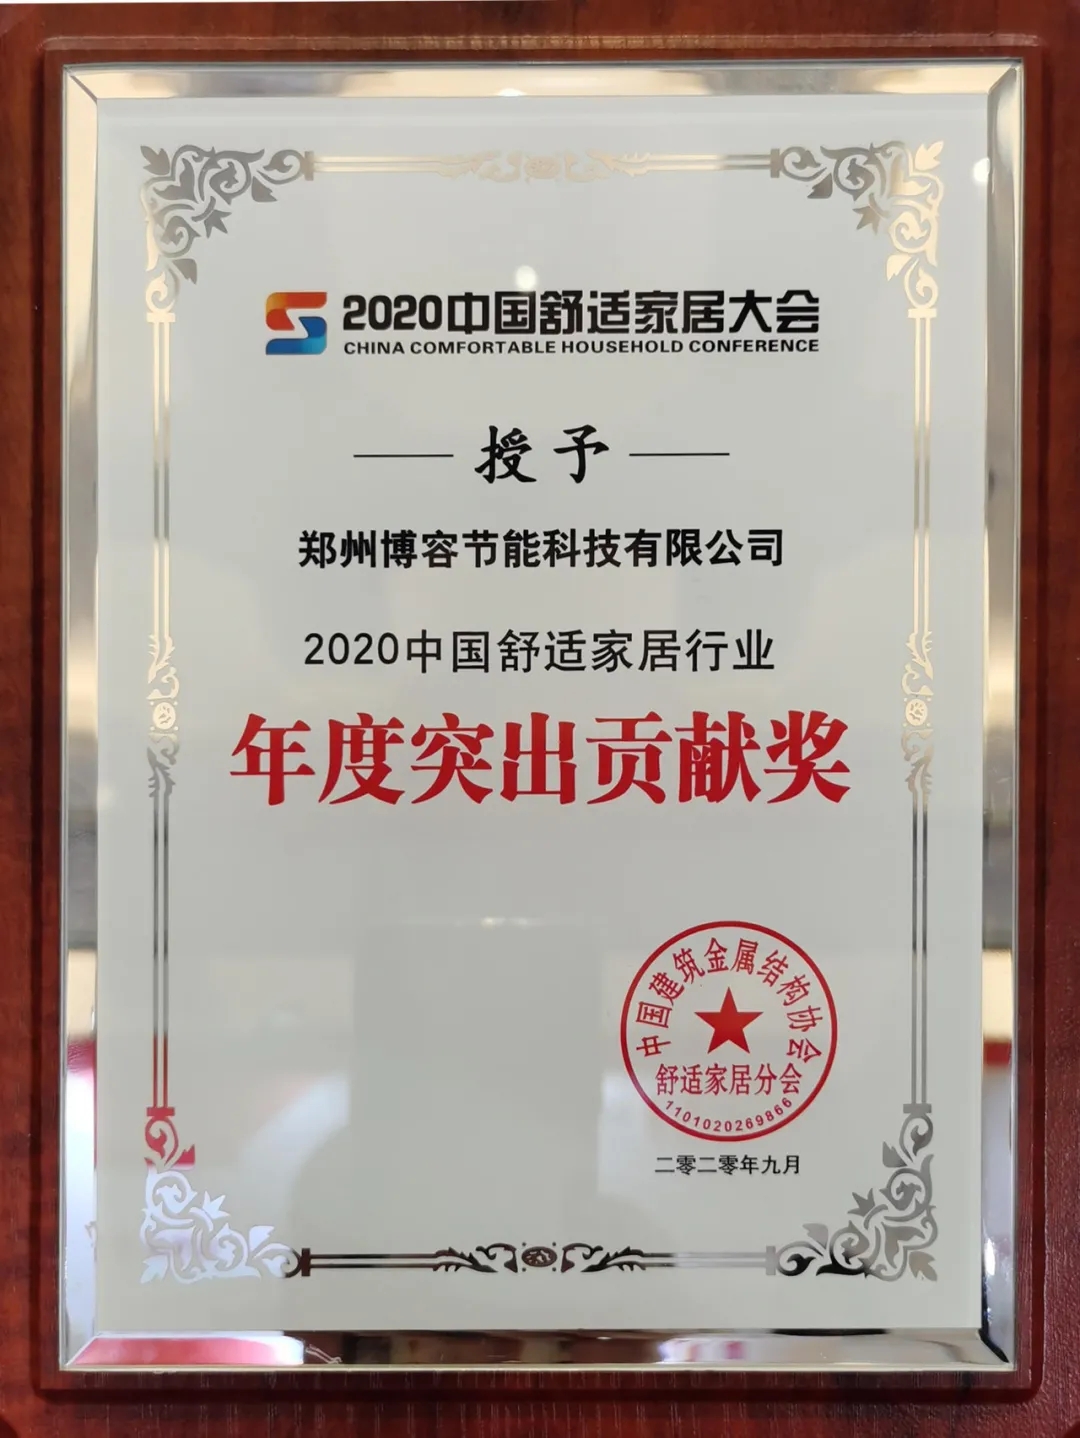 2020中国舒适家居大会
CHINA COMFORTABLE HOUSEHOLD CONFERENCE
授予
郑州博容节能科技有限公司
2020中国舒适家居行业
年度突出贡献奖
中国建筑金属结构协会
舒适家居分会
1101020269866
二零二零年九月